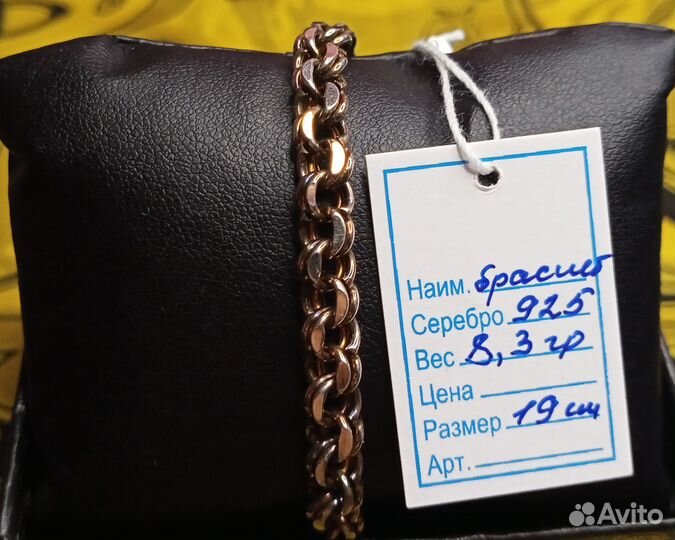 Наим. браслет
Серебро 925
Вес 8,3 гр
Цена
Размер 19 см
Арт.
Avito